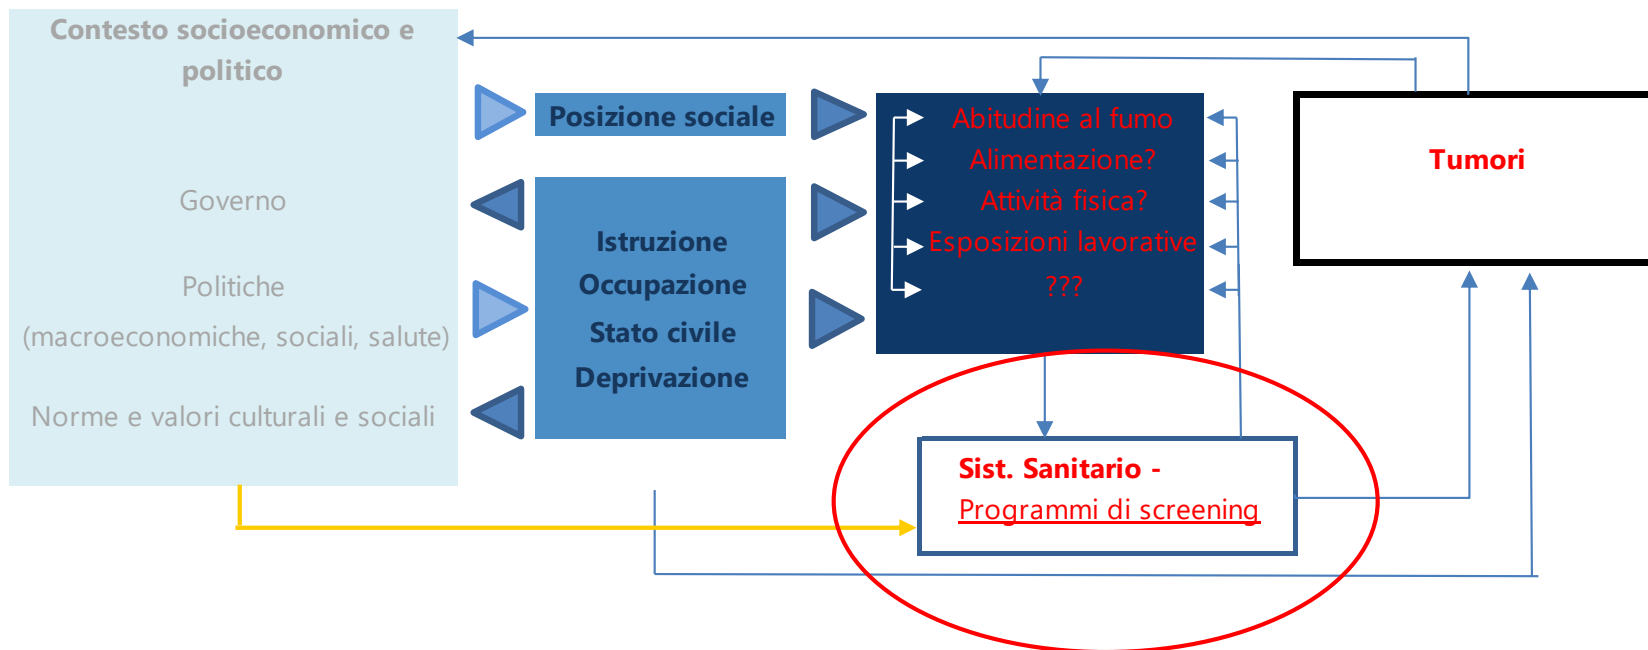 Contesto socioeconomico e
politico
Governo
Politiche
(macroeconomiche, sociali, salute)
Norme e valori culturali e sociali
Posizione sociale
Istruzione
Occupazione
Stato civile
Deprivazione
Abitudine al fumo
Alimentazione?
Attività fisica?
Esposizioni lavorative
???
Sist. Sanitario -
Programmi di screening
Tumori